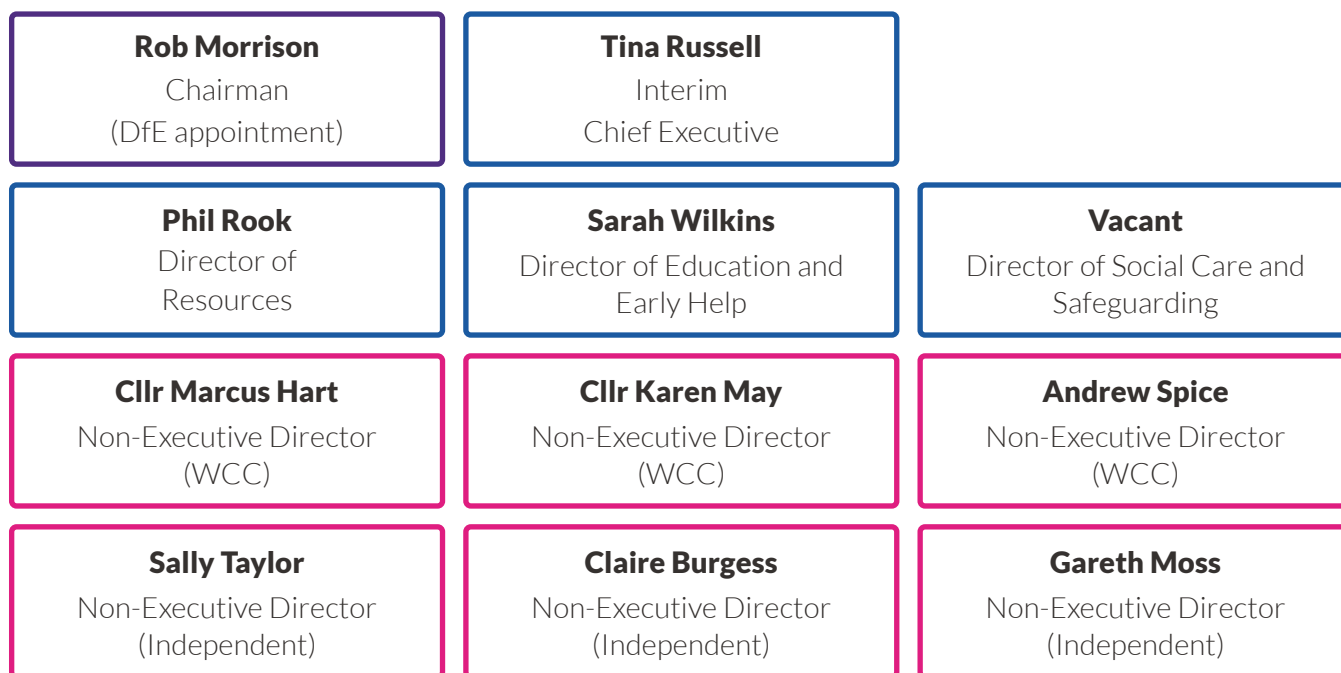 Rob Morrison
Chairman
(DfE appointment)
Tina Russell
Interim
Chief Executive
Phil Rook
Director of
Resources
Sarah Wilkins
Director of Education and
Early Help
Vacant
Director of Social Care and
Safeguarding
Cllr Marcus Hart
Non-Executive Director
(WCC)
Cllr Karen May
Non-Executive Director
(WCC)
Andrew Spice
Non-Executive Director
(WCC)
Sally Taylor
Non-Executive Director
(Independent)
Claire Burgess
Non-Executive Director
(Independent)
Gareth Moss
Non-Executive Director
(Independent)